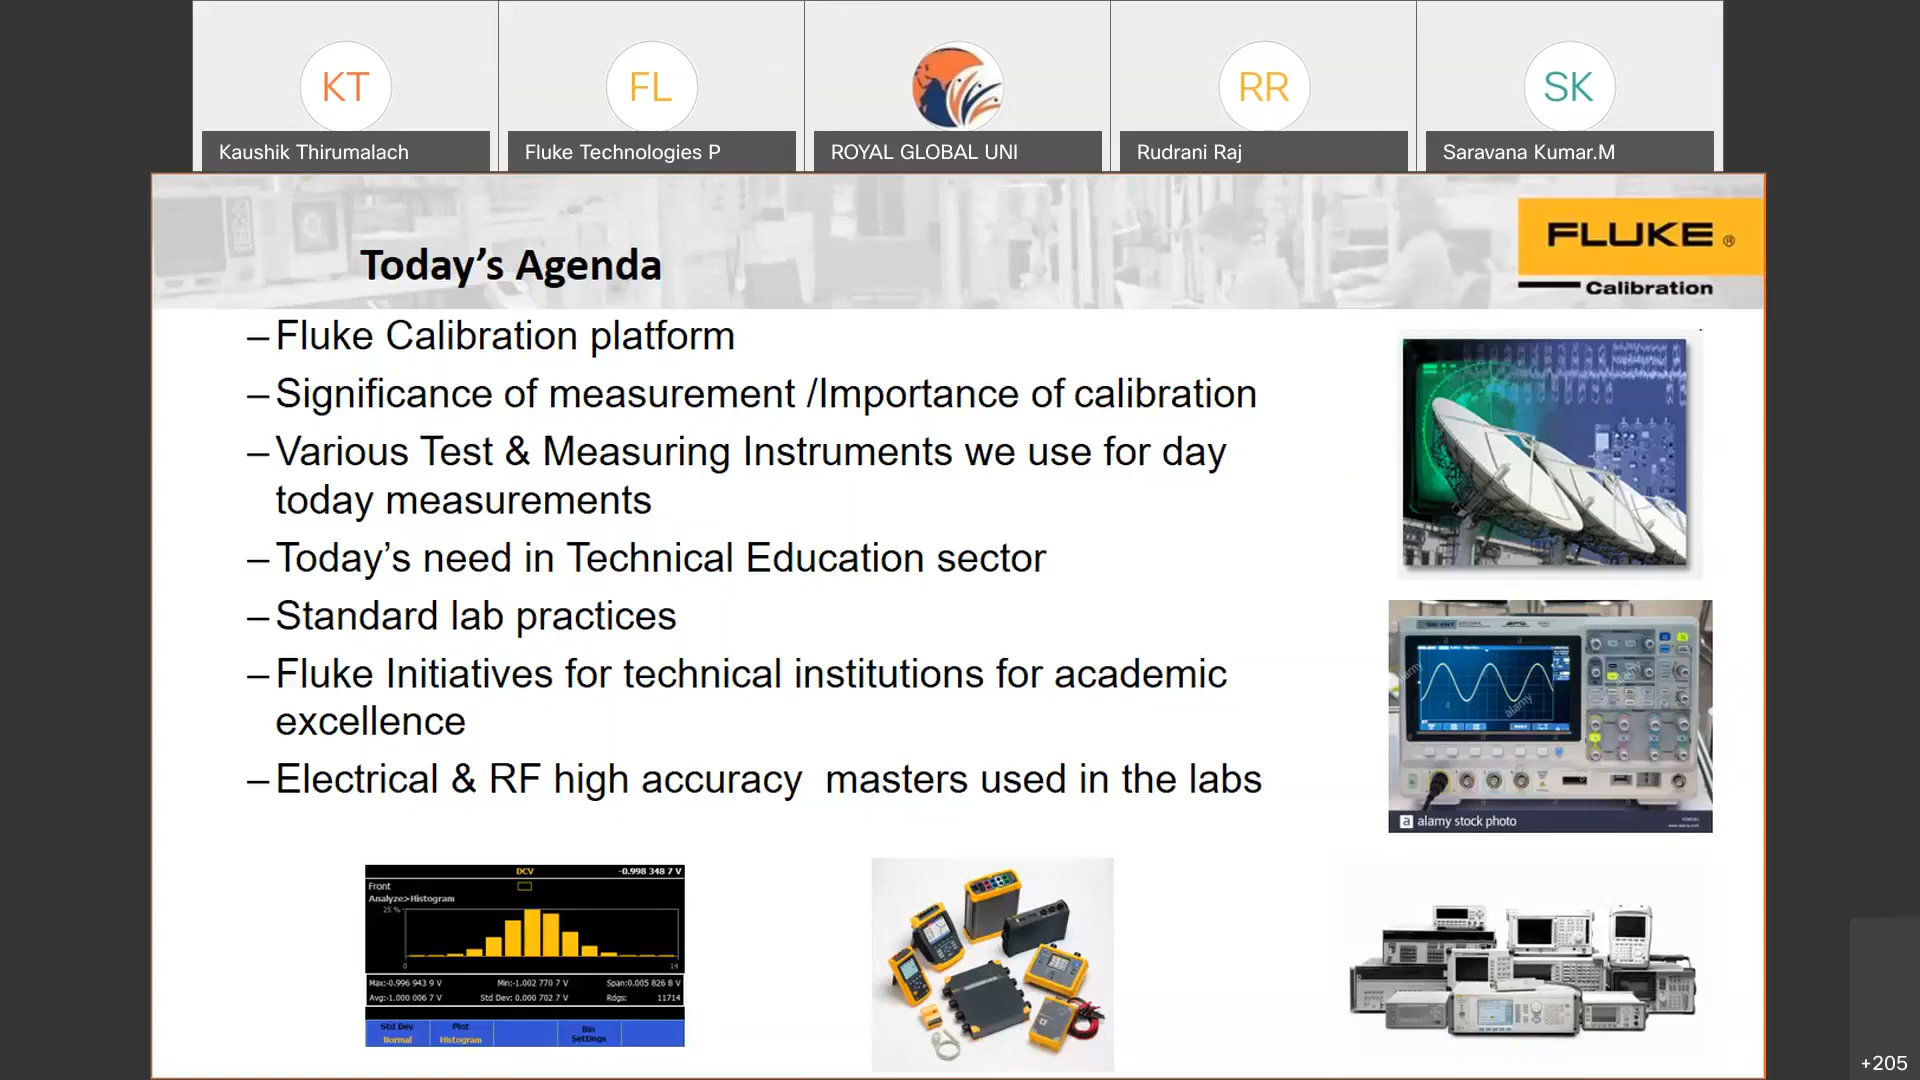 KT
FL
RR
SK
Kaushik Thirumalach
Fluke Technologies P
ROYAL GLOBAL UNI
Rudrani Raj
Saravana Kumar.M
FLUKE ®
Calibration
Today’s Agenda
–Fluke Calibration platform
–Significance of measurement /Importance of calibration
–Various Test & Measuring Instruments we use for day
today measurements
–Today’s need in Technical Education sector
–Standard lab practices
–Fluke Initiatives for technical institutions for academic
excellence
–Electrical & RF high accuracy masters used in the labs
alamy
a alamy stock photo
DCV -0.998 348 7 V
Front
Analyze>Histogram
25 %
0 14
Max:-0.996 943 9 V Min:-1.002 770 7 V Span:0.005 826 8 V
Avg:-1.000 006 7 V Std Dev: 0.000 702 7 V Rdgs: 11714
Std Dev Plot Bin
Normal Histogram Settings
+205